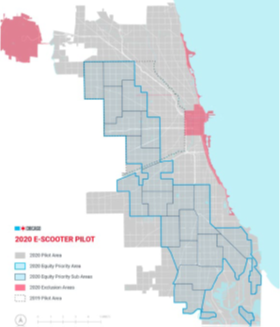 CHICAGO
2020 E-SCOOTER PILOT
2020 Pilot Area
2020 Equity Priority Area
2020 Equity Priority Sub Areas
2020 Exclusion Areas
2019 Pilot Area